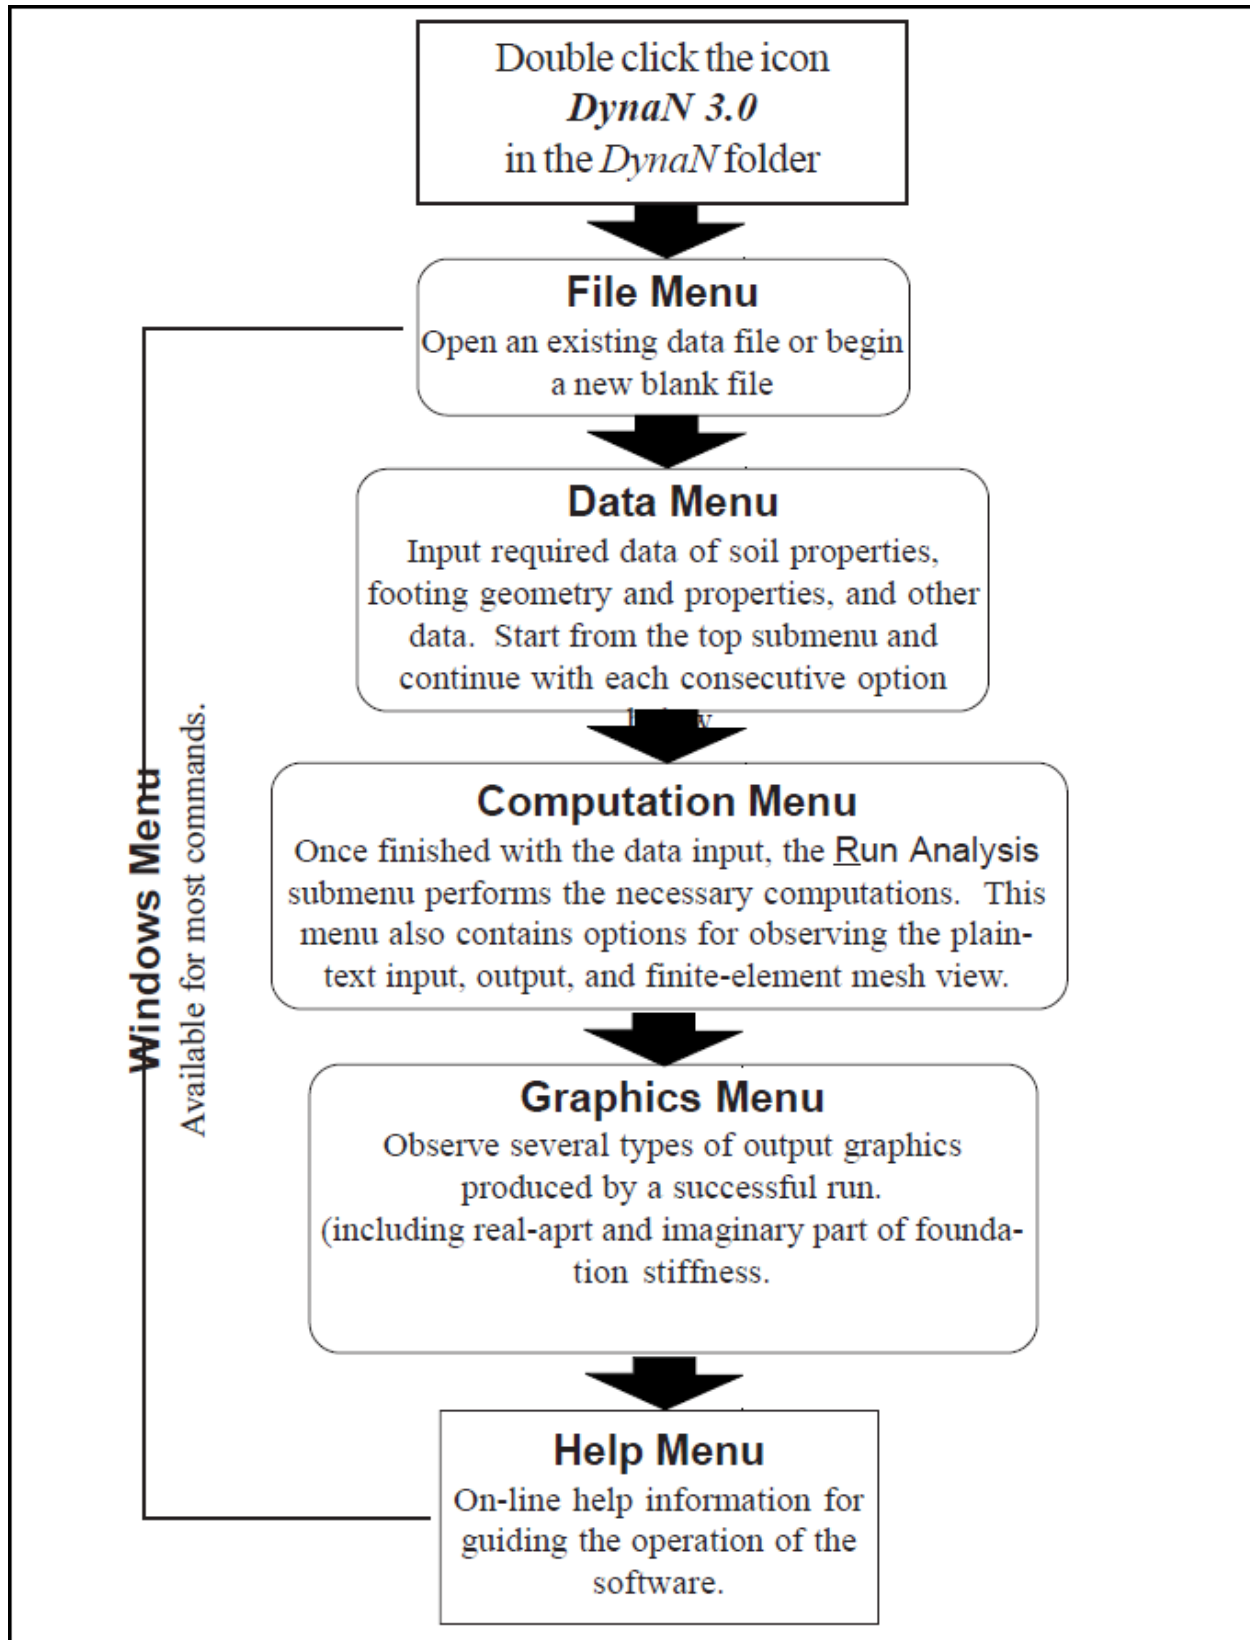 Double click the icon
DynaN 3.0
in the DynaN folder
File Menu
Open an existing data file or begin
a new blank file
Data Menu
Input required data of soil properties,
footing geometry and properties, and other
data. Start from the top submenu and
continue with each consecutive option
Computation Menu
Once finished with the data input, the Run Analysis
submenu performs the necessary computations. This
menu also contains options for observing the plain-
text input, output, and finite-element mesh view.
Graphics Menu
Observe several types of output graphics
produced by a successful run.
(including real-aprt and imaginary part of founda-
tion stiffness.
Help Menu
On-line help information for
guiding the operation of the
software.
Windows Menu
Available for most commands.